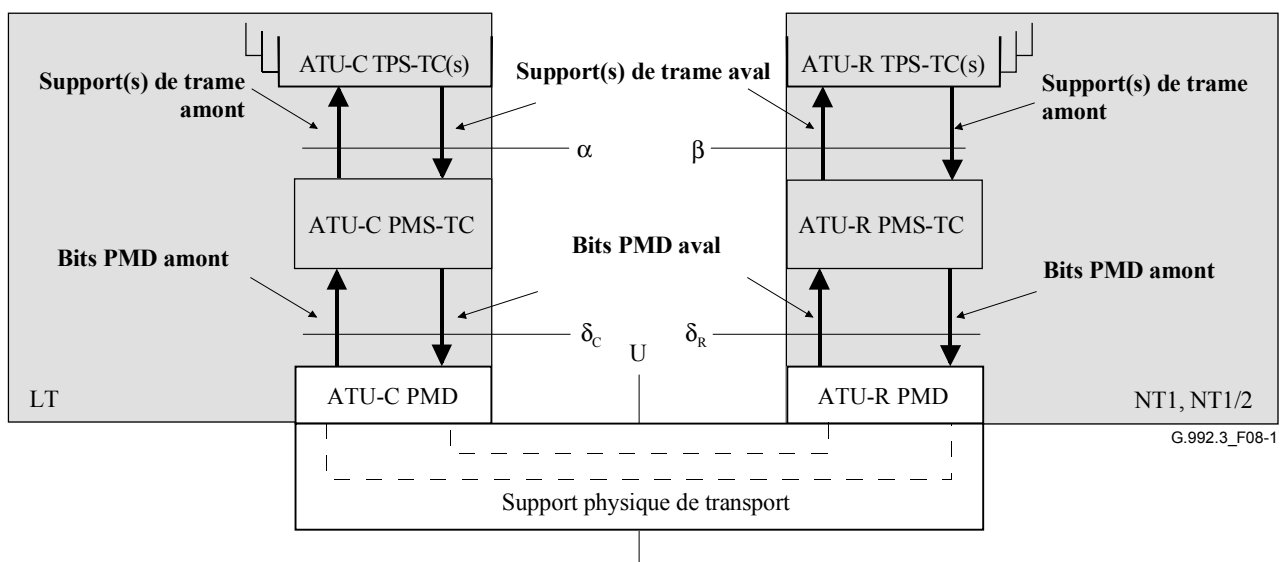 ATU-C TPS-TC(s)
ATU-R TPS-TC(s)
Support(s) de trame
amont
Support(s) de trame aval
Support(s) de trame
amont
α
β
ATU-C PMS-TC
ATU-R PMS-TC
Bits PMD amont
Bits PMD aval
Bits PMD amont
δC
δR
U
LT
ATU-C PMD
ATU-R PMD
NT1, NT1/2
G.992.3_F08-1
Support physique de transport